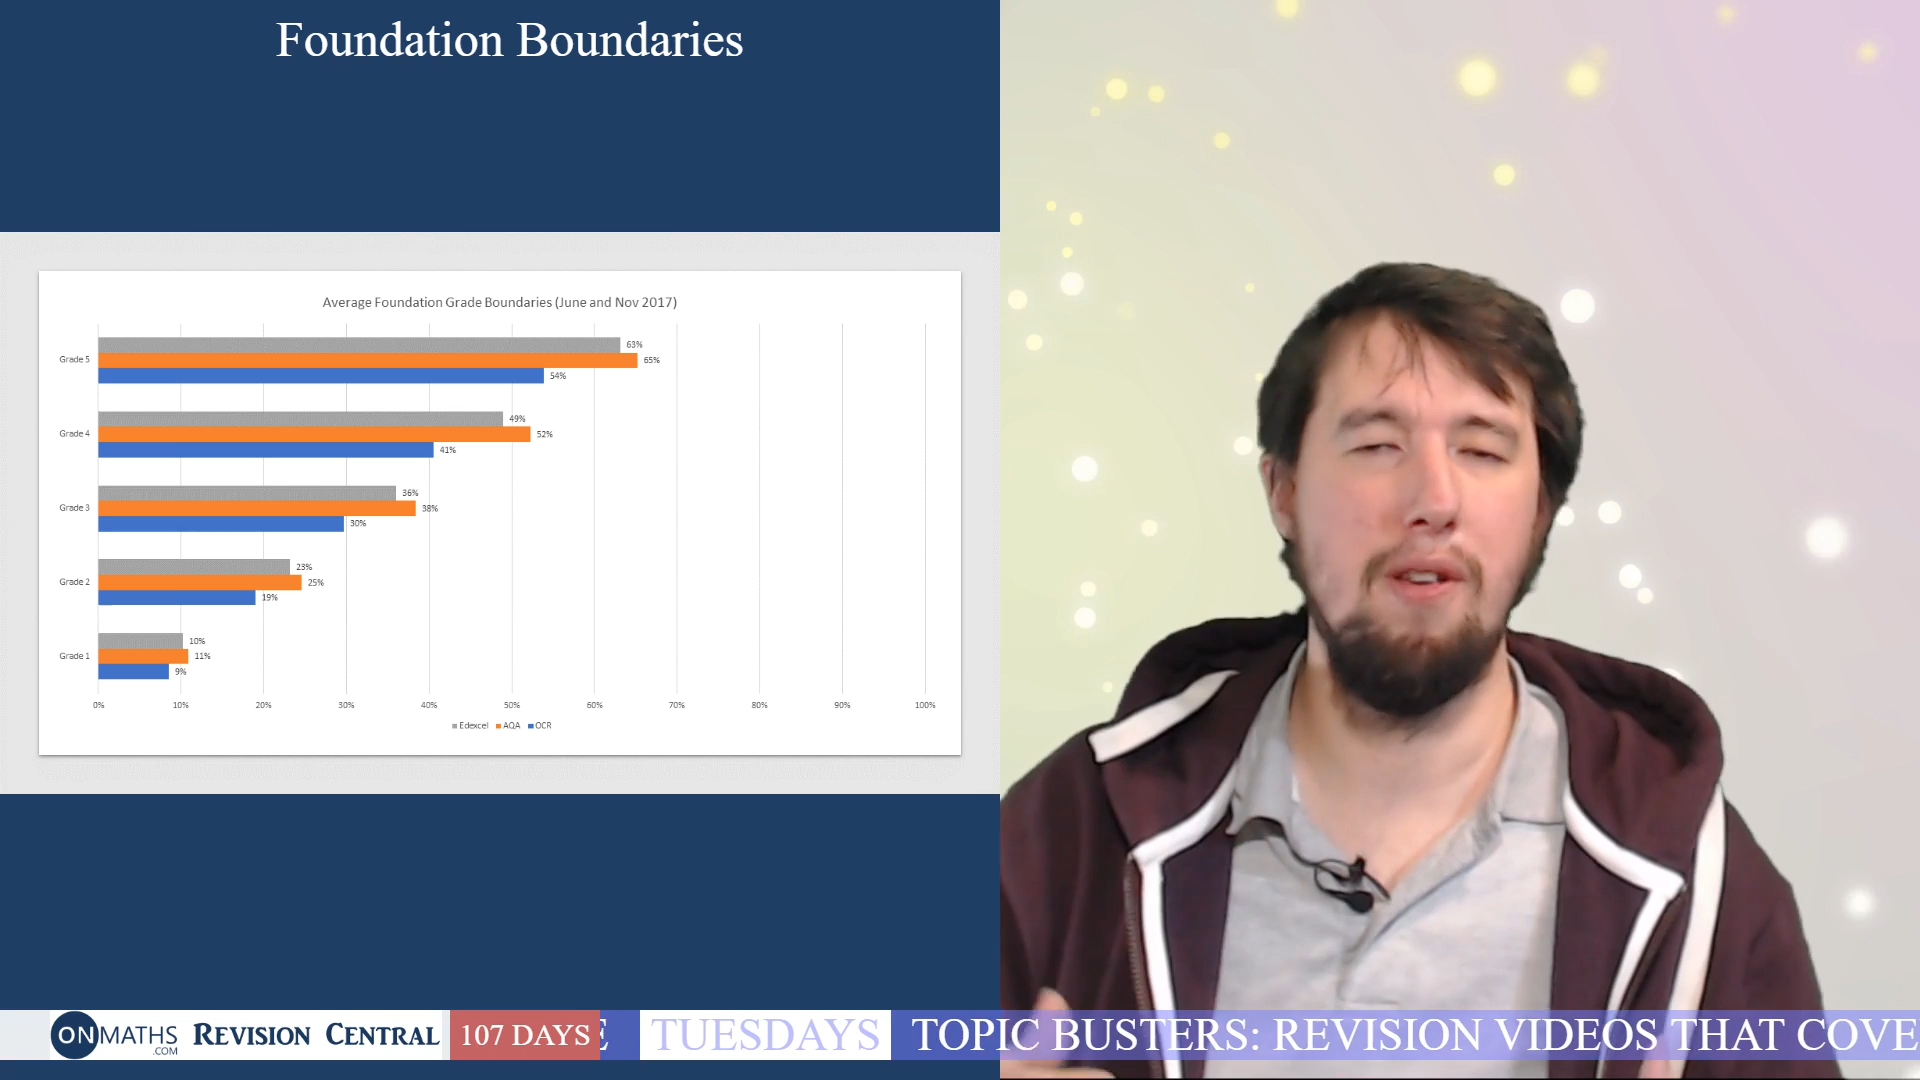 Foundation Boundaries
Average Foundation Grade Boundaries (June and Nov 2017)
Grade 5
63%
65%
54%
Grade 4
49%
52%
41%
Grade 3
36%
38%
30%
Grade 2
23%
25%
19%
Grade 1
10%
11%
9%
0% 10% 20% 30% 40% 50% 60% 70% 80% 90% 100%
Edexcel AQA OCR
ONMATHS .COM REVISION CENTRAL 107 DAYS E TUESDAYS TOPIC BUSTERS: REVISION VIDEOS THAT COVE